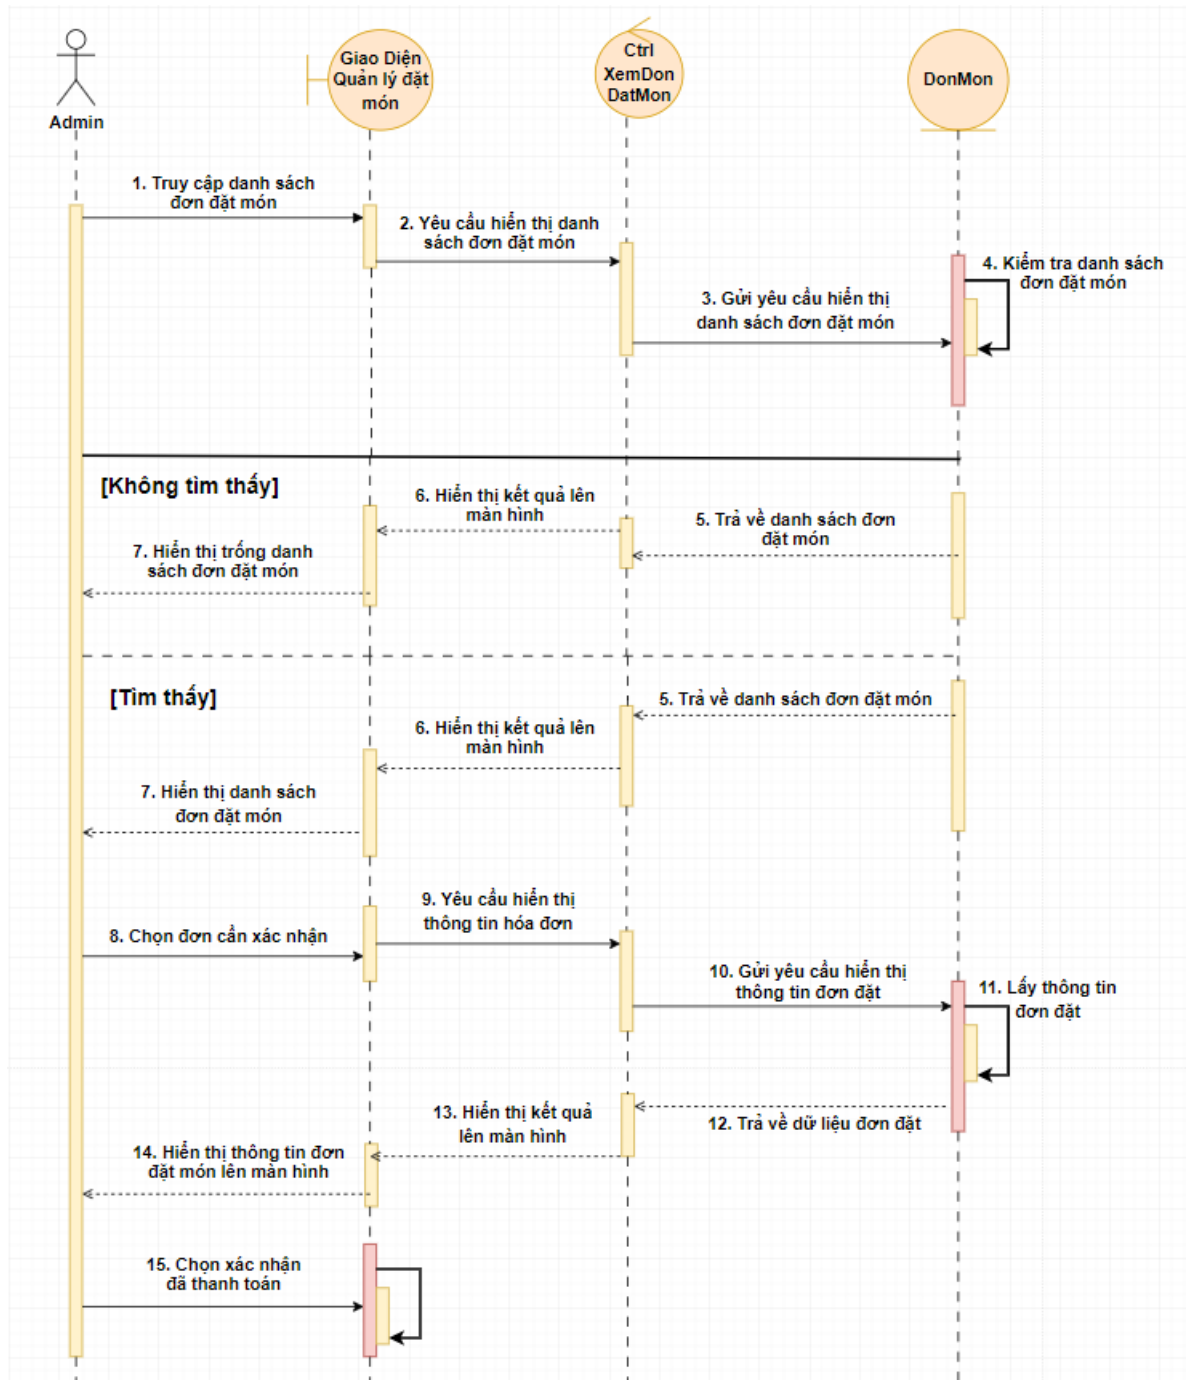 Admin
Giao Diện
Quản lý đặt
món
Ctrl
XemDon
DatMon
DonMon
1. Truy cập danh sách
đơn đặt món
2. Yêu cầu hiển thị danh
sách đơn đặt món
3. Gửi yêu cầu hiển thị
danh sách đơn đặt món
4. Kiểm tra danh sách
đơn đặt món
[Không tìm thấy]
5. Trả về danh sách đơn
đặt món
6. Hiển thị kết quả lên
màn hình
7. Hiển thị trống danh
sách đơn đặt món
[Tìm thấy]
5. Trả về danh sách đơn đặt món
6. Hiển thị kết quả lên
màn hình
7. Hiển thị danh sách
đơn đặt món
8. Chọn đơn cần xác nhận
9. Yêu cầu hiển thị
thông tin hóa đơn
10. Gửi yêu cầu hiển thị
thông tin đơn đặt
11. Lấy thông tin
đơn đặt
12. Trả về dữ liệu đơn đặt
13. Hiển thị kết quả
lên màn hình
14. Hiển thị thông tin đơn
đặt món lên màn hình
15. Chọn xác nhận
đã thanh toán